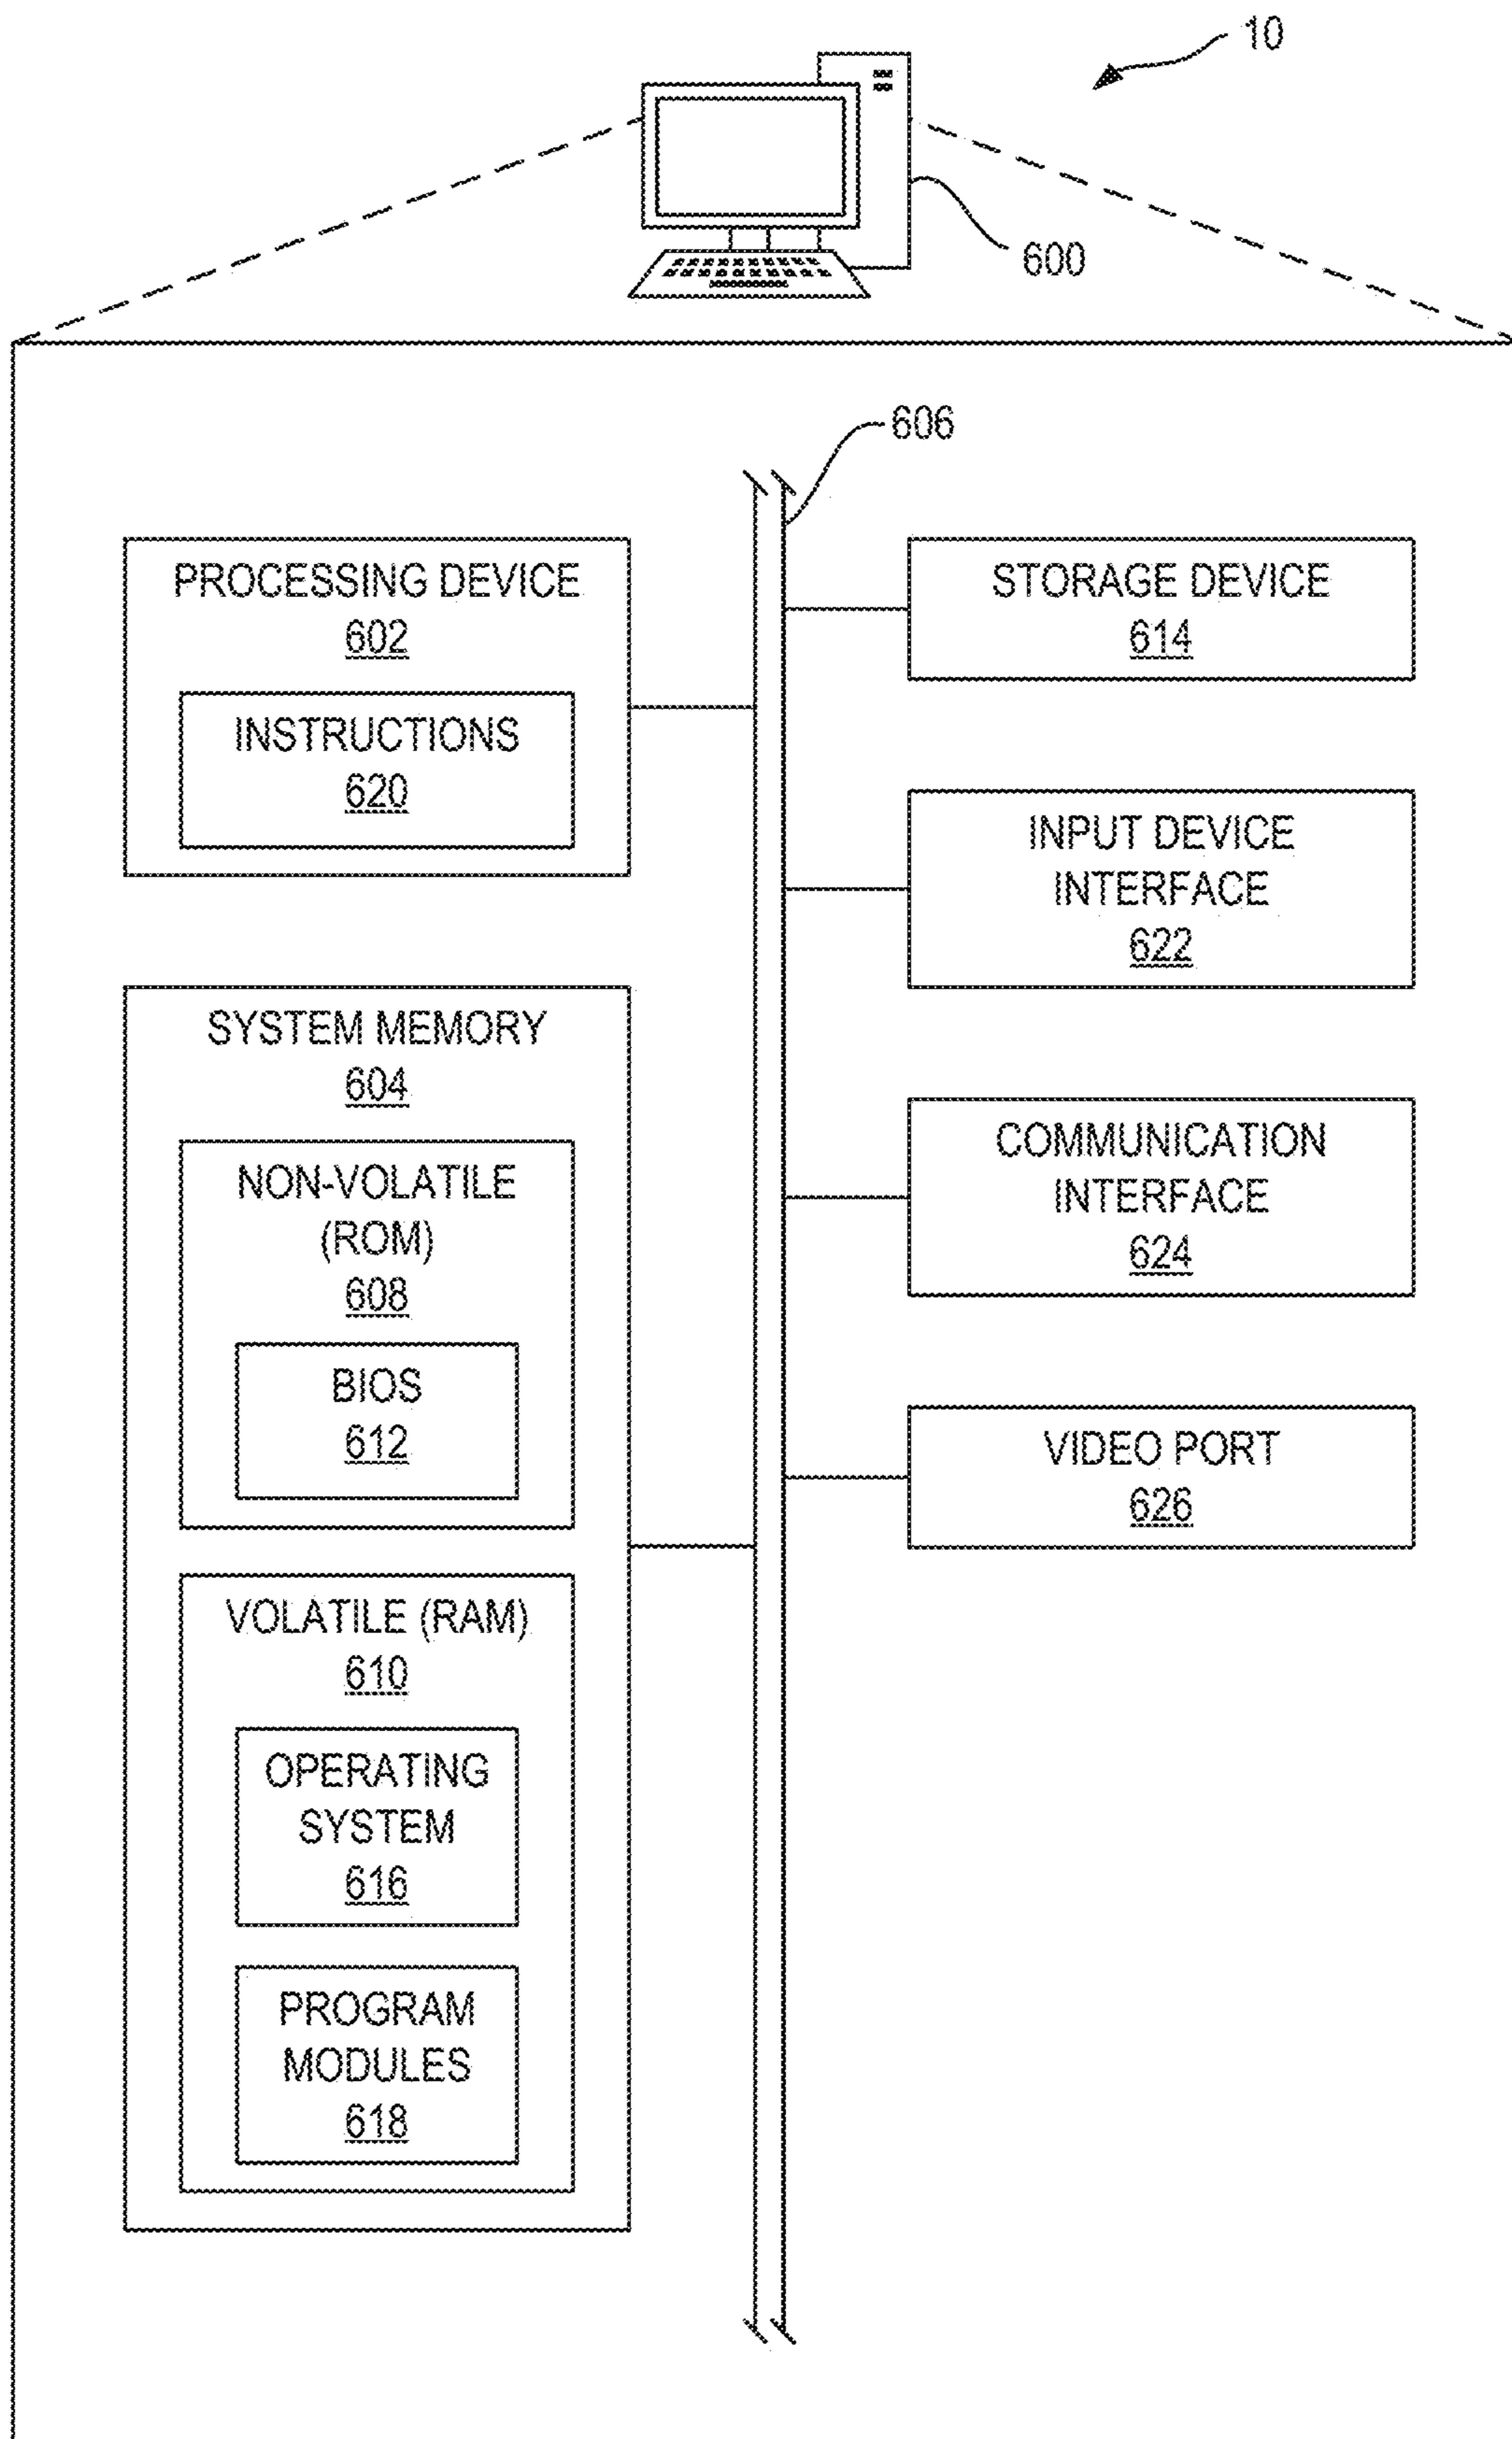 10
600
606
PROCESSING DEVICE
602
INSTRUCTIONS
620
SYSTEM MEMORY
604
NON-VOLATILE
(ROM)
608
BIOS
612
VOLATILE (RAM)
610
OPERATING
SYSTEM
616
PROGRAM
MODULES
618
STORAGE DEVICE
614
INPUT DEVICE
INTERFACE
622
COMMUNICATION
INTERFACE
624
VIDEO PORT
626